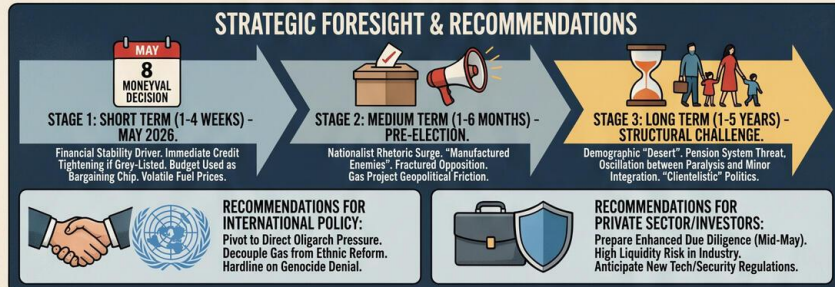 STRATEGIC FORESIGHT & RECOMMENDATIONS
MAY
8
MONEYVAL
DECISION
STAGE 1: SHORT TERM (1-4 WEEKS) –
MAY 2026.
Financial Stability Driver. Immediate Credit
Tightening if Grey-Listed. Budget Used as
Bargaining Chip. Volatile Fuel Prices.
STAGE 2: MEDIUM TERM (1-6 MONTHS) –
PRE-ELECTION.
Nationalist Rhetoric Surge. “Manufactured
Enemies”. Fractured Opposition.
Gas Project Geopolitical Friction.
STAGE 3: LONG TERM (1-5 YEARS) –
STRUCTURAL CHALLENGE.
Demographic “Desert”. Pension System Threat.
Oscillation between Paralysis and Minor
Integration. “Clientelistic” Politics.
RECOMMENDATIONS FOR
INTERNATIONAL POLICY:
Pivot to Direct Oligarch Pressure.
Decouple Gas from Ethnic Reform.
Hardline on Genocide Denial.
RECOMMENDATIONS FOR
PRIVATE SECTOR/INVESTORS:
Prepare Enhanced Due Diligence (Mid-May).
High Liquidity Risk in Industry.
Anticipate New Tech/Security Regulations.